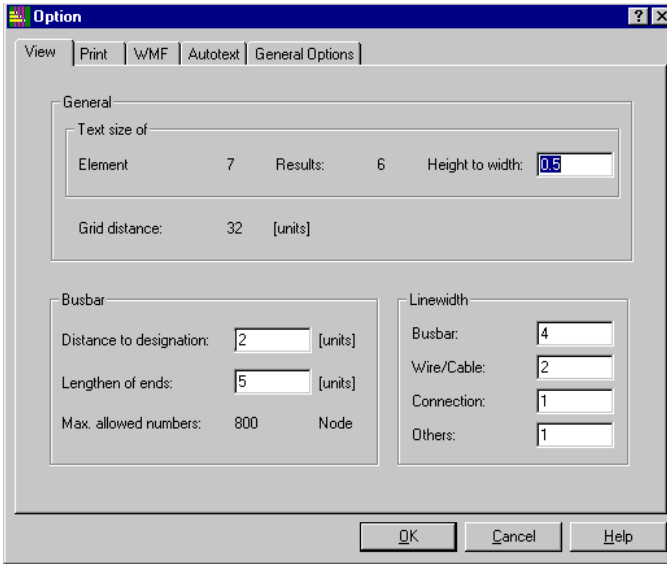 Option
View Print WMF Autotext General Options
General
Text size of
Element 7 Results: 6 Height to width: 0.5
Grid distance: 32 [units]
Busbar
Distance to designation: 2 [units]
Lengthen of ends: 5 [units]
Max. allowed numbers: 800 Node
Linewidth
Busbar: 4
Wire/Cable: 2
Connection: 1
Others: 1
OK Cancel Help